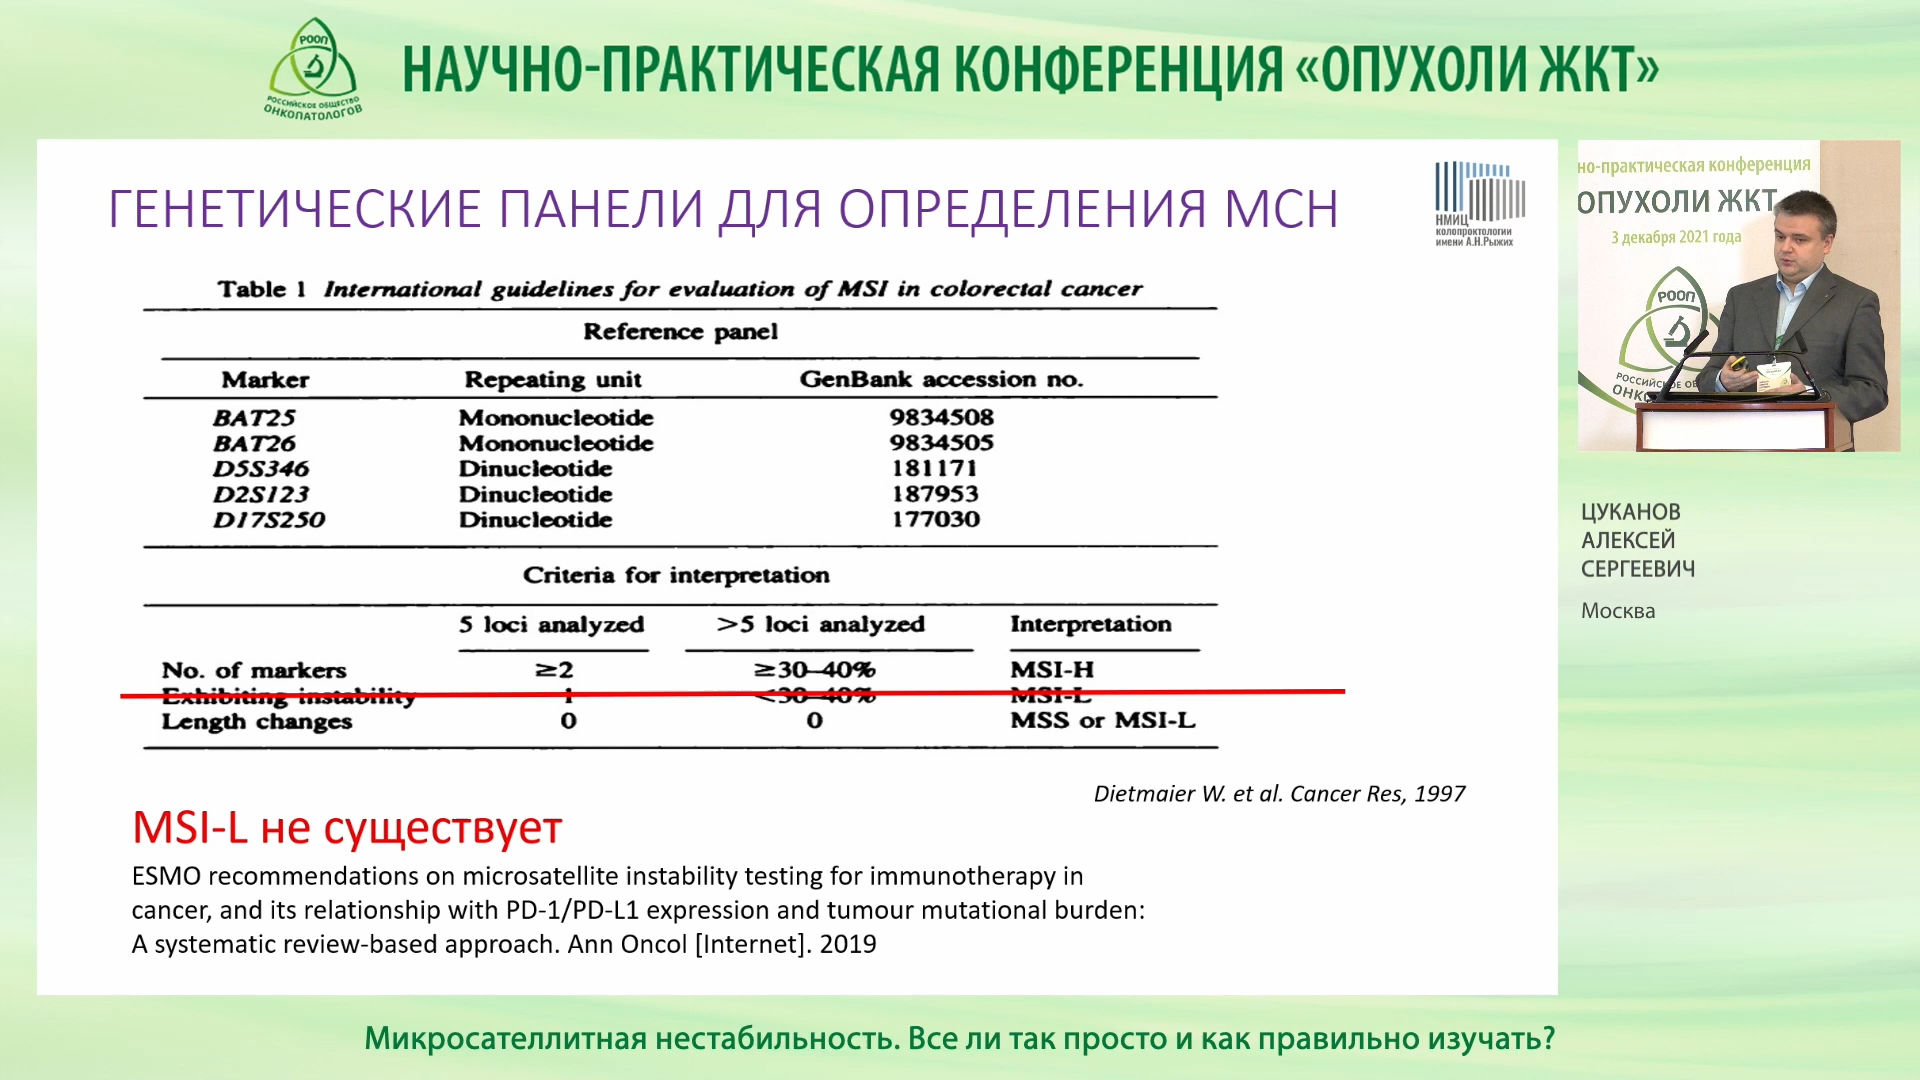 РООП
РОССИЙСКОЕ ОБЩЕСТВО
ОНКОПАТОЛОГОВ
НАУЧНО-ПРАКТИЧЕСКАЯ КОНФЕРЕНЦИЯ «ОПУХОЛИ ЖКТ»
ГЕНЕТИЧЕСКИЕ ПАНЕЛИ ДЛЯ ОПРЕДЕЛЕНИЯ МСН
НМИЦ
колопроктологии
имени А.Н.Рыжих
Table 1 International guidelines for evaluation of MSI in colorectal cancer
Reference panel
Marker Repeating unit GenBank accession no.
BAT25 Mononucleotide 9834508
BAT26 Mononucleotide 9834505
D5S346 Dinucleotide 181171
D2S123 Dinucleotide 187953
D17S250 Dinucleotide 177030
Criteria for interpretation
5 loci analyzed >5 loci analyzed Interpretation
No. of markers ≥2 ≥30–40% MSI-H
Exhibiting instability 1 <30–40% MSI-L
Length changes 0 0 MSS or MSI-L
Dietmaier W. et al. Cancer Res, 1997
MSI-L не существует
ESMO recommendations on microsatellite instability testing for immunotherapy in
cancer, and its relationship with PD-1/PD-L1 expression and tumour mutational burden:
A systematic review-based approach. Ann Oncol [Internet]. 2019
но-практическая конференция
ОПУХОЛИ ЖКТ
3 декабря 2021 года
РООП
РОССИЙСКОЕ ОБ
ОНКО
ЦУКАНОВ
АЛЕКСЕЙ
СЕРГЕЕВИЧ
Москва
Микросателлитная нестабильность. Все ли так просто и как правильно изучать?